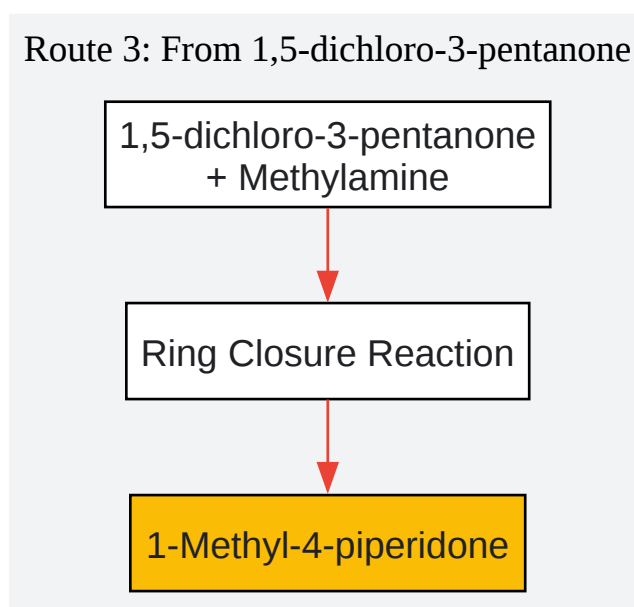 Route 3: From 1,5-dichloro-3-pentanone
1,5-dichloro-3-pentanone
+ Methylamine
Ring Closure Reaction
1-Methyl-4-piperidone